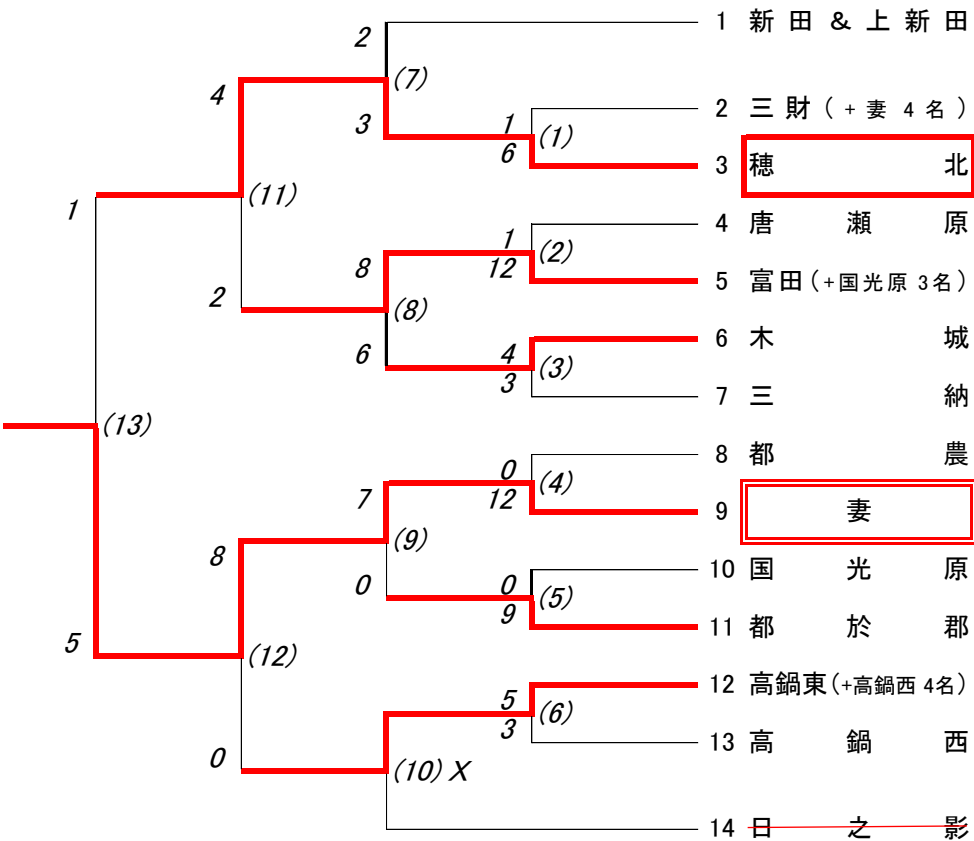 1 新田&上新田
2
(7)
4
2 三財(+妻4名)
3
1
(1)
6
3 穂北
(11)
1
4 唐瀬原
1
(2)
8
12
5 富田(+国光原3名)
2
(8)
6 木城
6
4
(3)
3
7 三納
(13)
8 都農
0
(4)
7
12
9 妻
(9)
8
10 国光原
0
0
(5)
9
11 都於郡
5
(12)
12 高鍋東(+高鍋西4名)
5
(6)
3
13 高鍋西
0
(10)X
14 日之影